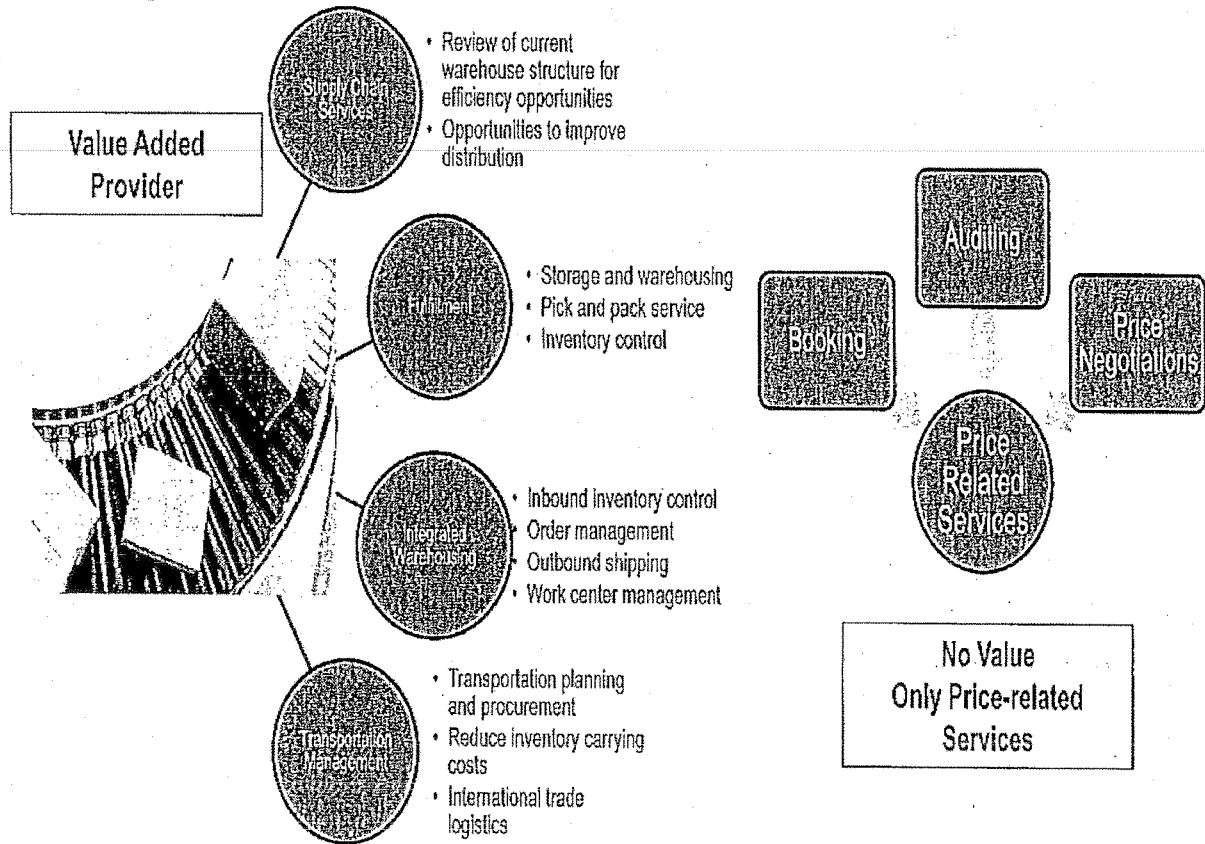 Value Added
Provider
Supply Chain
Services
• Review of current
warehouse structure for
efficiency opportunities
• Opportunities to improve
distribution
Fulfillment
• Storage and warehousing
• Pick and pack service
• Inventory control
Integrated
Warehousing
• Inbound inventory control
• Order management
• Outbound shipping
• Work center management
Transportation
Management
• Transportation planning
and procurement
• Reduce inventory carrying
costs
• International trade
logistics
Auditing
Booking
Price
Negotiations
Price
Related
Services
No Value
Only Price-related
Services